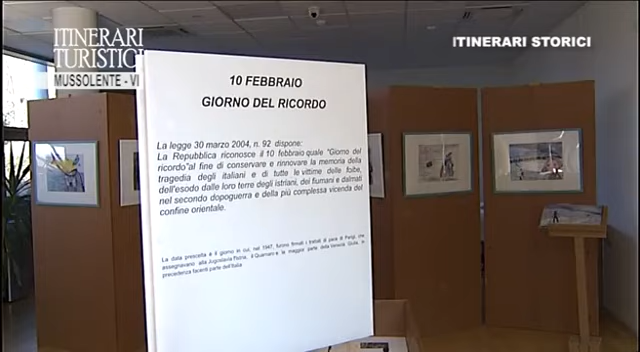 ITINERARI
TURISTICI
MUSSOLENTE - VI
ITINERARI STORICI
10 FEBBRAIO
GIORNO DEL RICORDO
La legge 30 marzo 2004, n. 92 dispone:
La Repubblica riconosce il 10 febbraio quale "Giorno del
ricordo"al fine di conservare e rinnovare la memoria della
tragedia degli italiani e di tutte le vittime delle foibe,
dell'esodo dalle loro terre degli istriani, dei fiumani e dalmati
nel secondo dopoguerra e della più complessa vicenda del
confine orientale.
La data prescelta è il giorno in cui, nel 1947, furono firmati i trattati di pace di Parigi, che
assegnavano alla Jugoslavia l'Istria, il Quarnaro e la maggior parte della Venezia Giulia, in
precedenza facenti parte dell'Italia